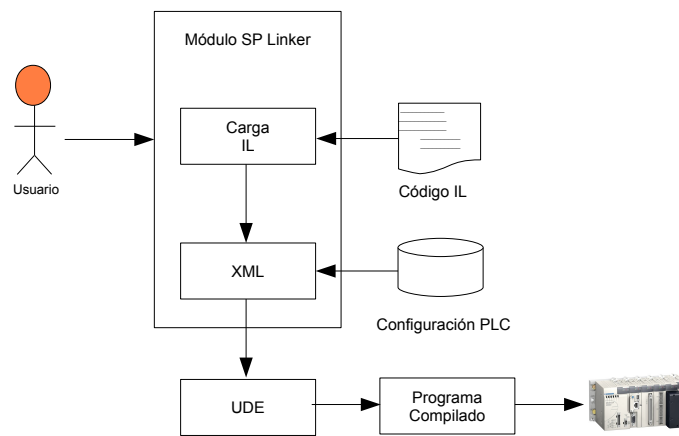 Módulo SP Linker
Carga
IL
Usuario
Código IL
XML
Configuración PLC
UDE
Programa
Compilado